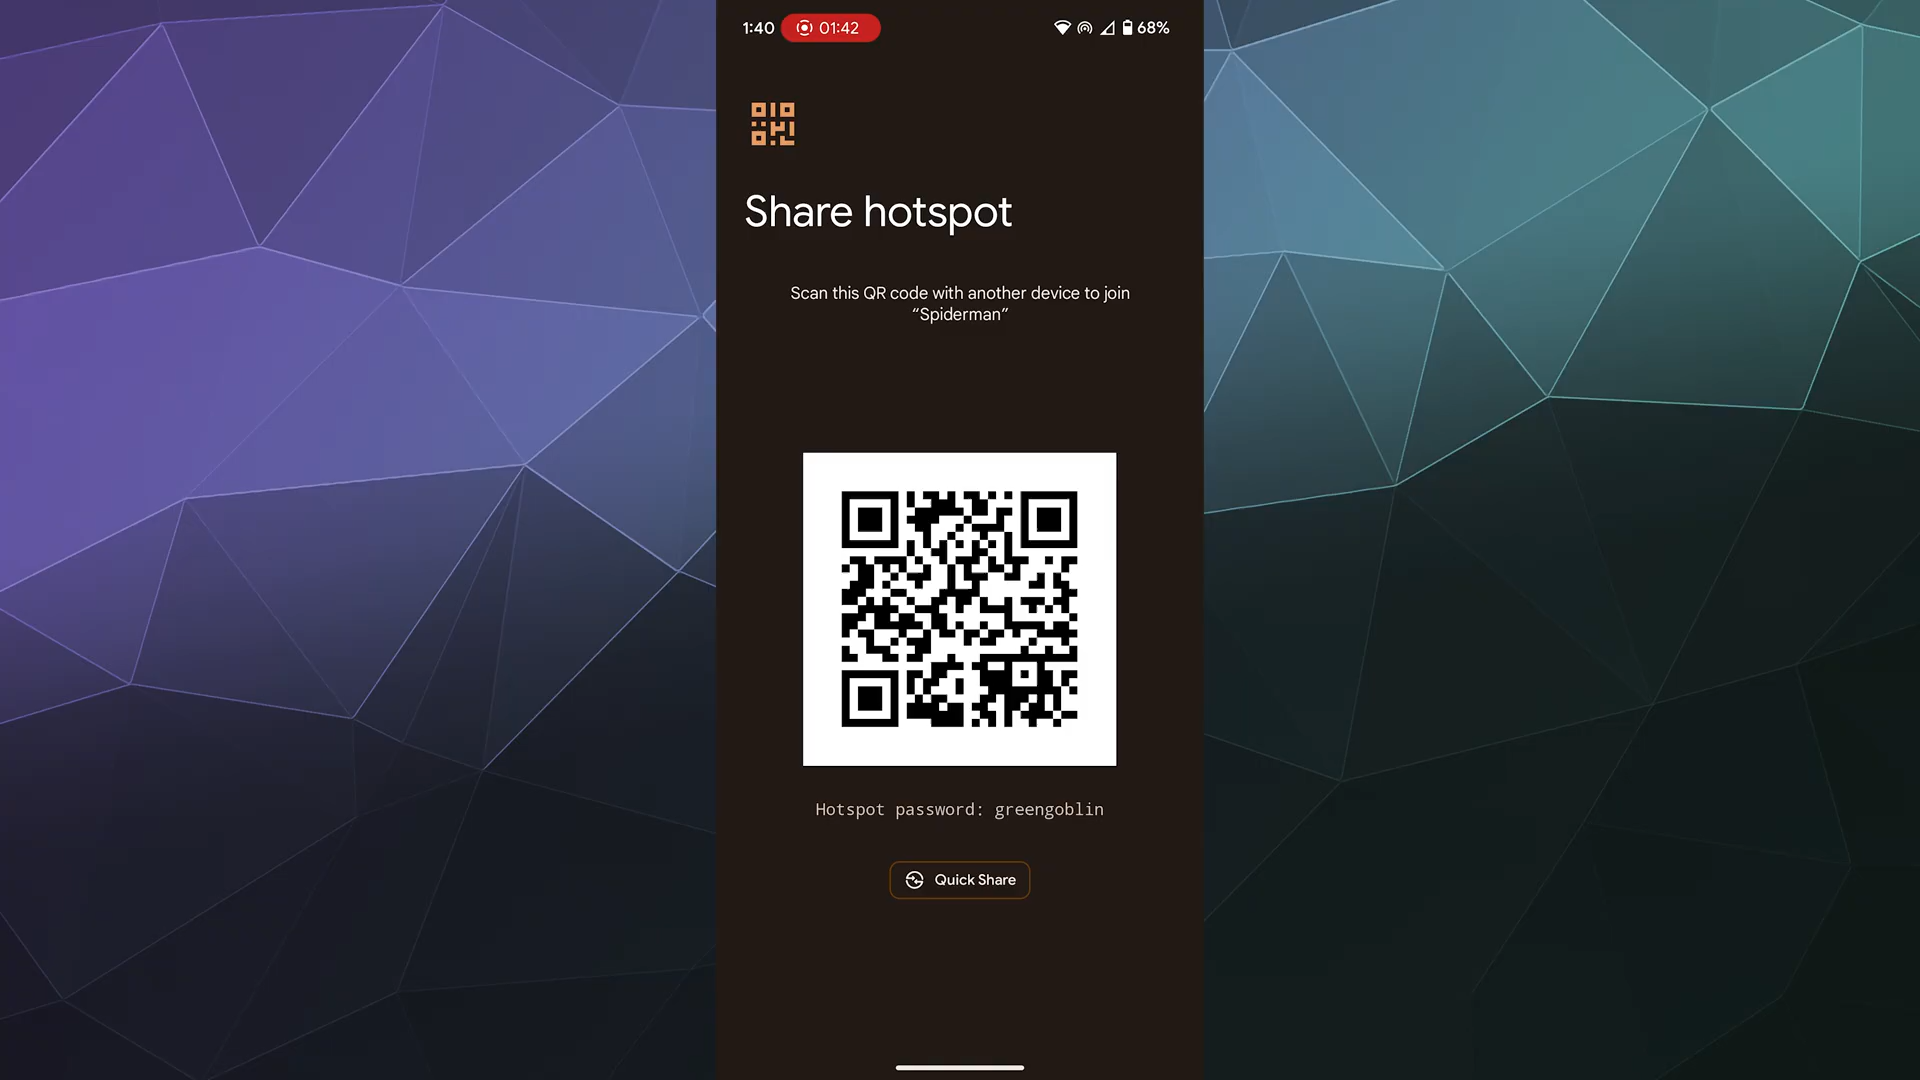 1:40 01:42 68%
Share hotspot
Scan this QR code with another device to join
“Spiderman”
Hotspot password: greengoblin
Quick Share